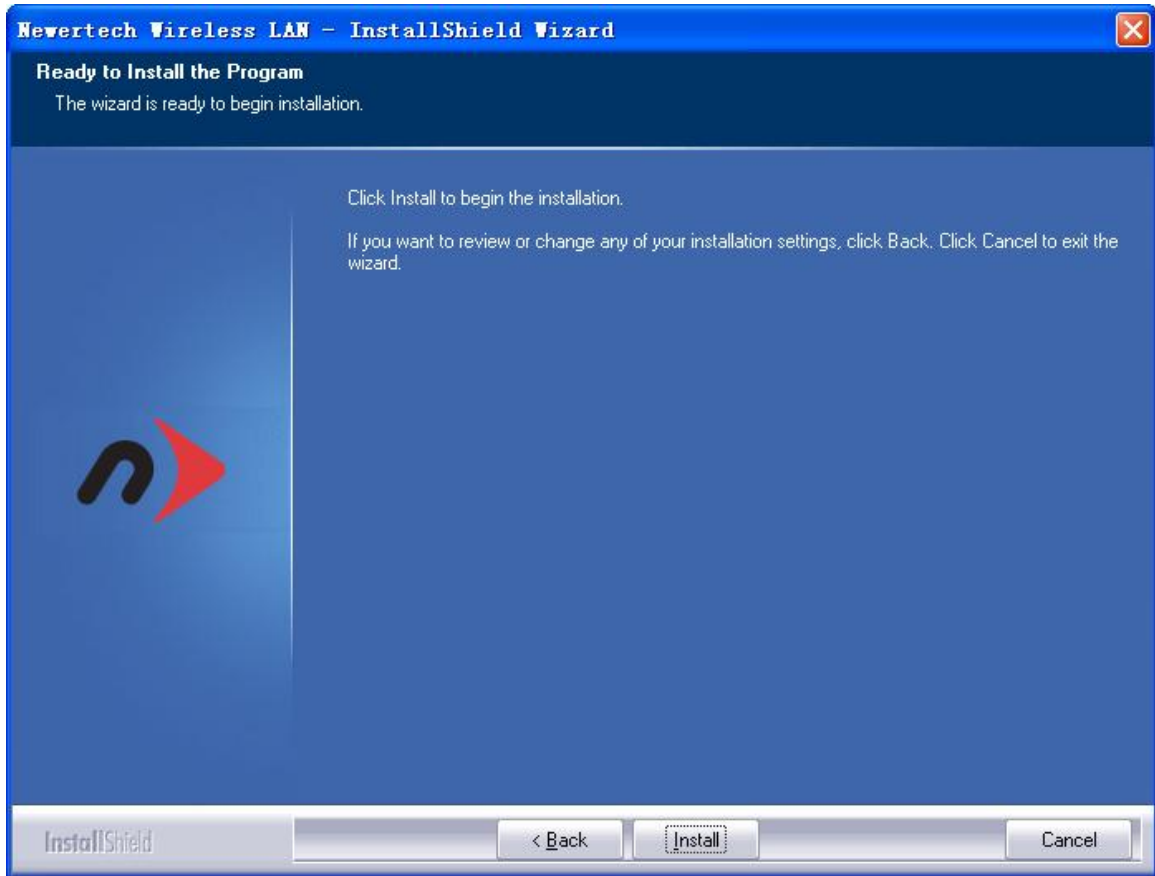 Newertech Wireless LAN - InstallShield Wizard
Ready to Install the Program
The wizard is ready to begin installation.
Click Install to begin the installation.
If you want to review or change any of your installation settings, click Back. Click Cancel to exit the
wizard.
InstallShield
< Back
Install
Cancel